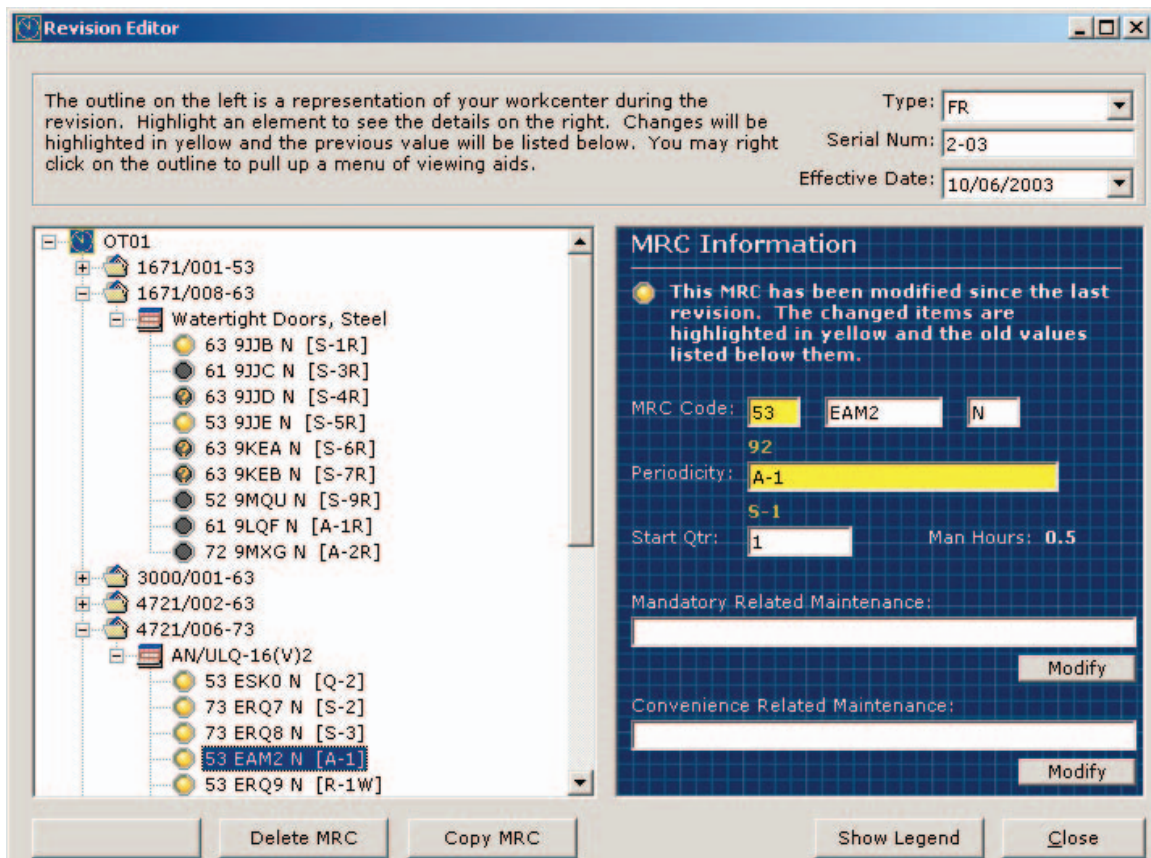 Revision Editor
The outline on the left is a representation of your workcenter during the
revision. Highlight an element to see the details on the right. Changes will be
highlighted in yellow and the previous value will be listed below. You may right
click on the outline to pull up a menu of viewing aids.
Type: FR
Serial Num: 2-03
Effective Date: 10/06/2003
OT01
1671/001-53
1671/008-63
Watertight Doors, Steel
63 9JJB N [S-1R]
61 9JJC N [S-3R]
63 9JJD N [S-4R]
53 9JJE N [S-5R]
63 9KEA N [S-6R]
63 9KEB N [S-7R]
52 9MQU N [S-9R]
61 9LQF N [A-1R]
72 9MXG N [A-2R]
3000/001-63
4721/002-63
4721/006-73
AN/ULQ-16(V)2
53 ESK0 N [Q-2]
73 ERQ7 N [S-2]
73 ERQ8 N [S-3]
53 EAM2 N [A-1]
53 ERQ9 N [R-1W]
MRC Information
This MRC has been modified since the last
revision. The changed items are
highlighted in yellow and the old values
listed below them.
MRC Code: 53 EAM2 N
92
Periodicity: A-1
S-1
Start Qtr: 1 Man Hours: 0.5
Mandatory Related Maintenance:
Modify
Convenience Related Maintenance:
Modify
Delete MRC Copy MRC Show Legend Close